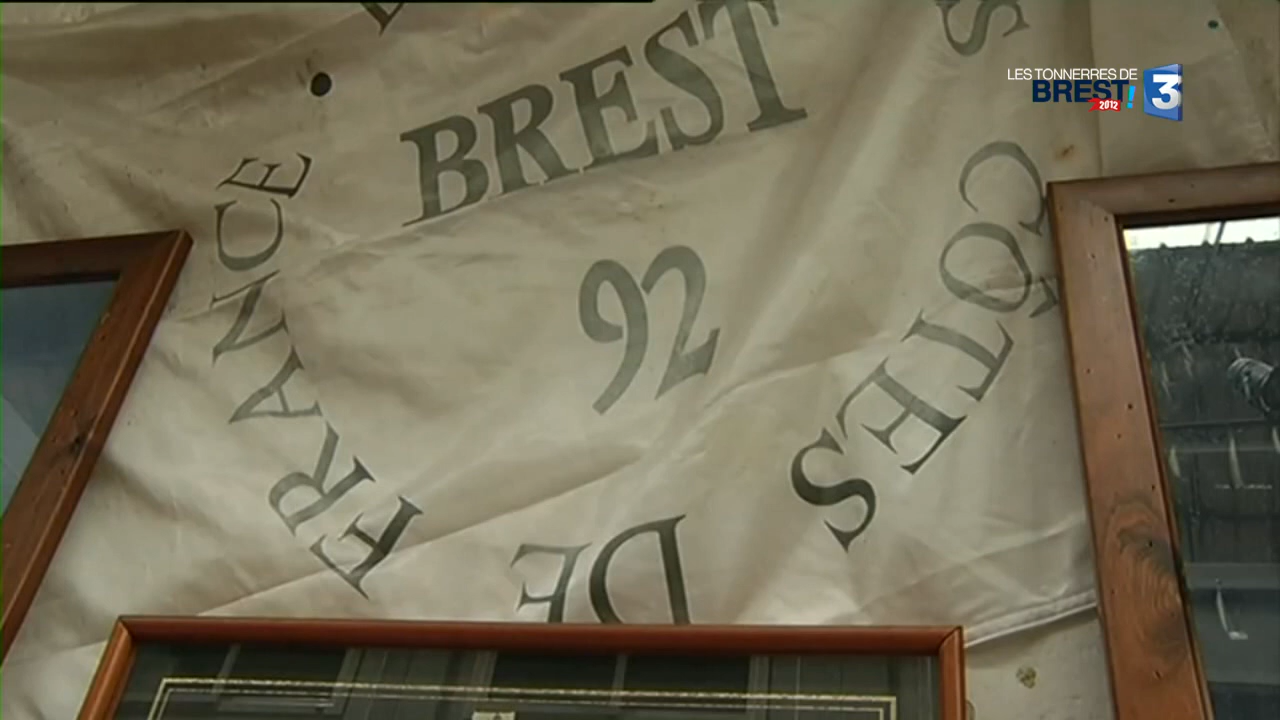 LES TONNERRES DE
BREST! 3
2012
BREST
92
CÔTES
DE
FRANCE